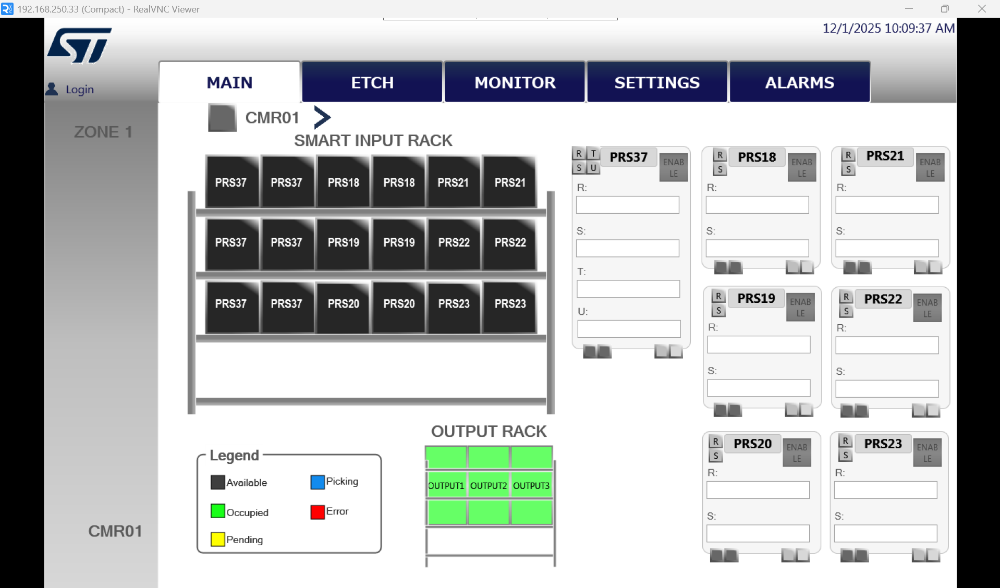 192.168.250.33 (Compact) - RealVNC Viewer
12/1/2025 10:09:37 AM
ST
Login
MAIN
ETCH
MONITOR
SETTINGS
ALARMS
ZONE 1
CMR01
CMR01
SMART INPUT RACK
PRS37 PRS37 PRS18 PRS18 PRS21 PRS21
PRS37 PRS37 PRS19 PRS19 PRS22 PRS22
PRS37 PRS37 PRS20 PRS20 PRS23 PRS23
R T
S U
PRS37
ENAB
LE
R:
S:
T:
U:
R
S
PRS18
ENAB
LE
R:
S:
R
S
PRS21
ENAB
LE
R:
S:
R
S
PRS19
ENAB
LE
R:
S:
R
S
PRS22
ENAB
LE
R:
S:
R
S
PRS20
ENAB
LE
R:
S:
R
S
PRS23
ENAB
LE
R:
S:
Legend
Available
Picking
Occupied
Error
Pending
OUTPUT RACK
OUTPUT1 OUTPUT2 OUTPUT3